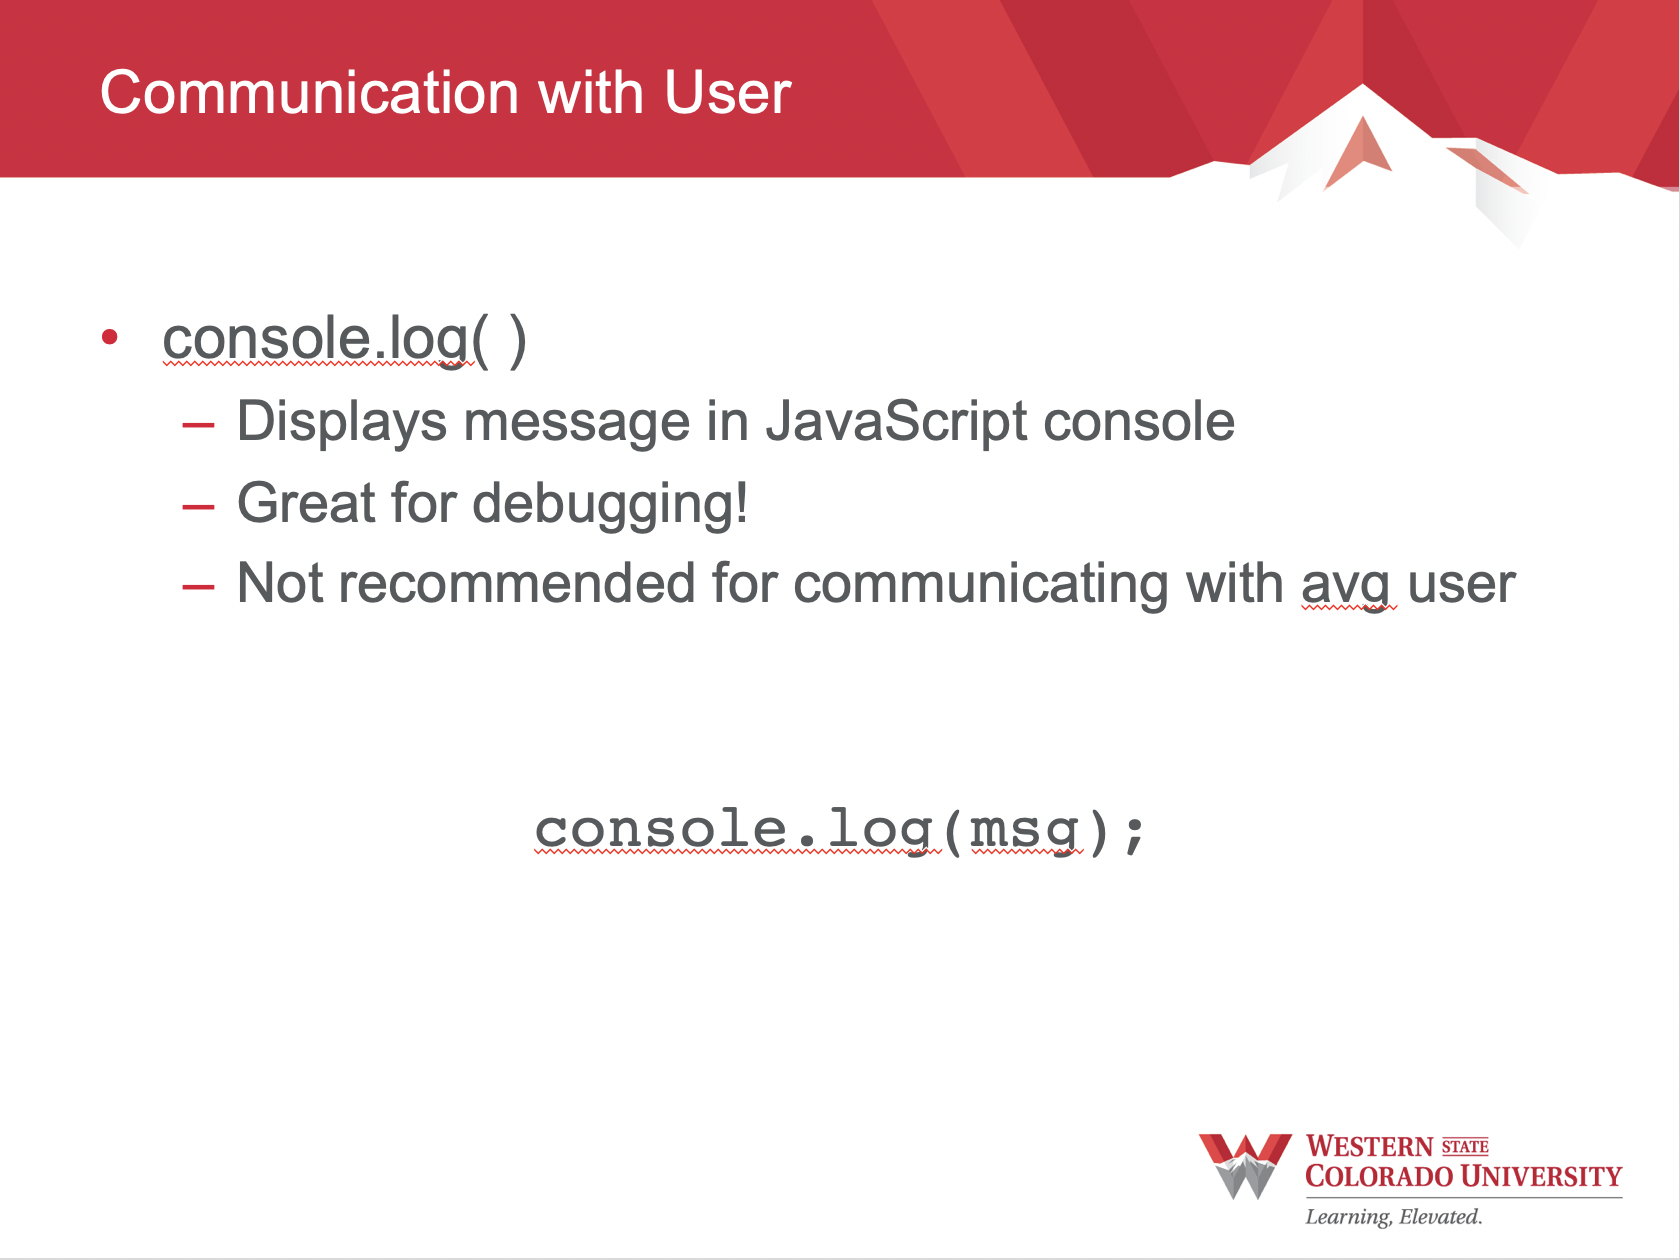 Communication with User
• console.log( )
– Displays message in JavaScript console
– Great for debugging!
– Not recommended for communicating with avg user
console.log(msg);
WESTERN STATE
COLORADO UNIVERSITY
Learning, Elevated.